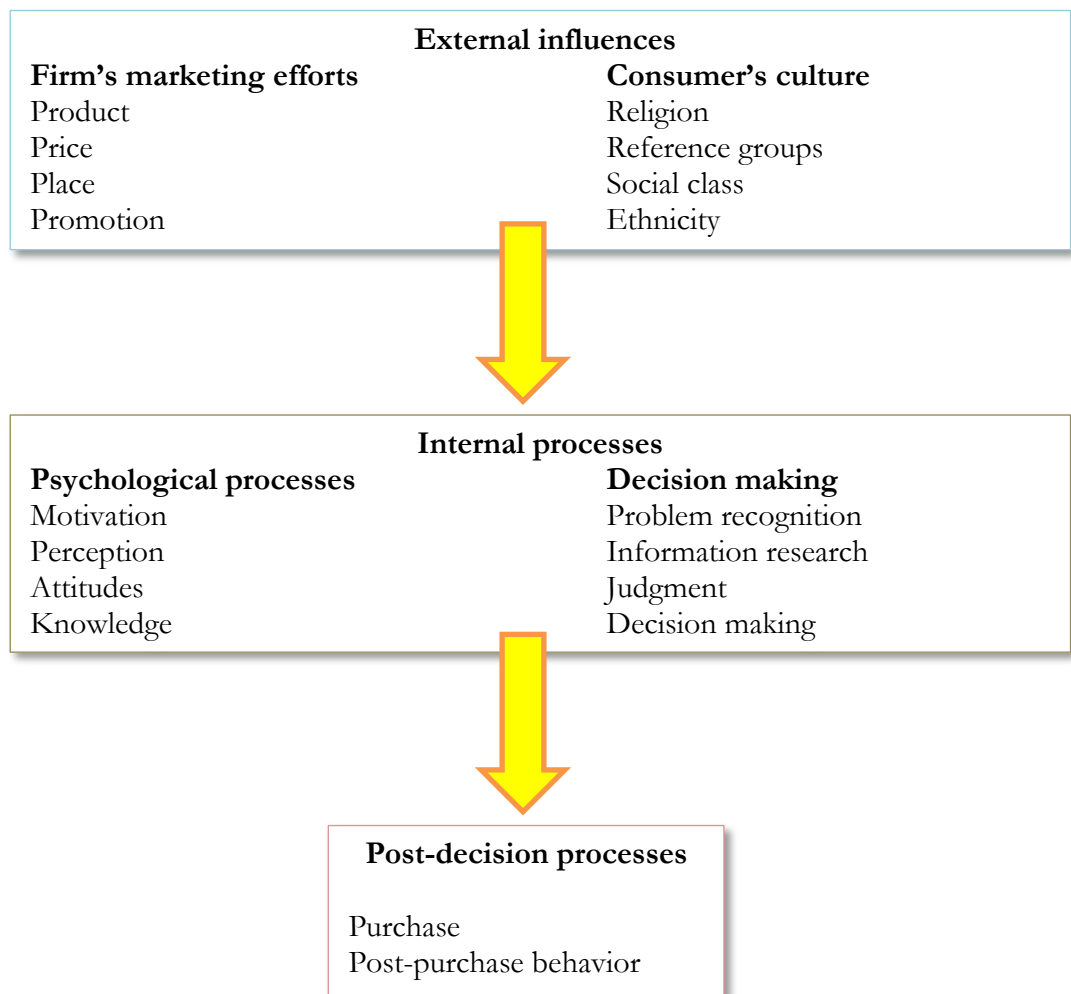 External influences
Firm’s marketing efforts
Product
Price
Place
Promotion
Consumer’s culture
Religion
Reference groups
Social class
Ethnicity
Internal processes
Psychological processes
Motivation
Perception
Attitudes
Knowledge
Decision making
Problem recognition
Information research
Judgment
Decision making
Post-decision processes
Purchase
Post-purchase behavior